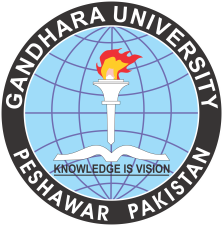 GANDHARA UNIVERSITY
KNOWLEDGE IS VISION
PESHAWAR PAKISTAN